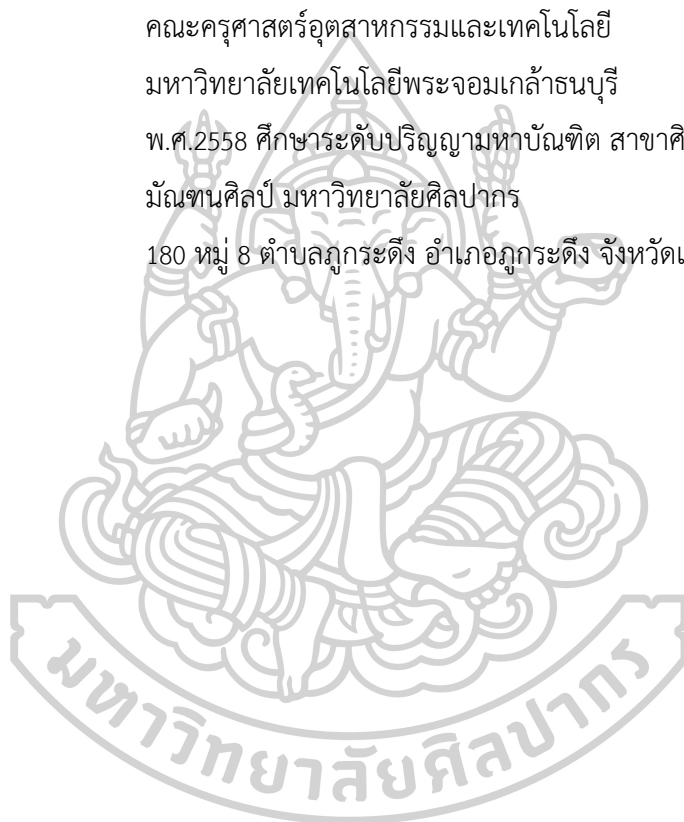 คณะครุศาสตร์อุตสาหกรรมและเทคโนโลยี
มหาวิทยาลัยเทคโนโลยีพระจอมเกล้าธนบุรี
พ.ศ.2558 ศึกษาระดับปริญญามหาบัณฑิต สาขาศิ
มัณฑนศิลป์ มหาวิทยาลัยศิลปากร
180 หมู่ 8 ตำบลภูกระดึง อำเภอภูกระดึง จังหวัดเ
มหาวิทยาลัยศิลปากร